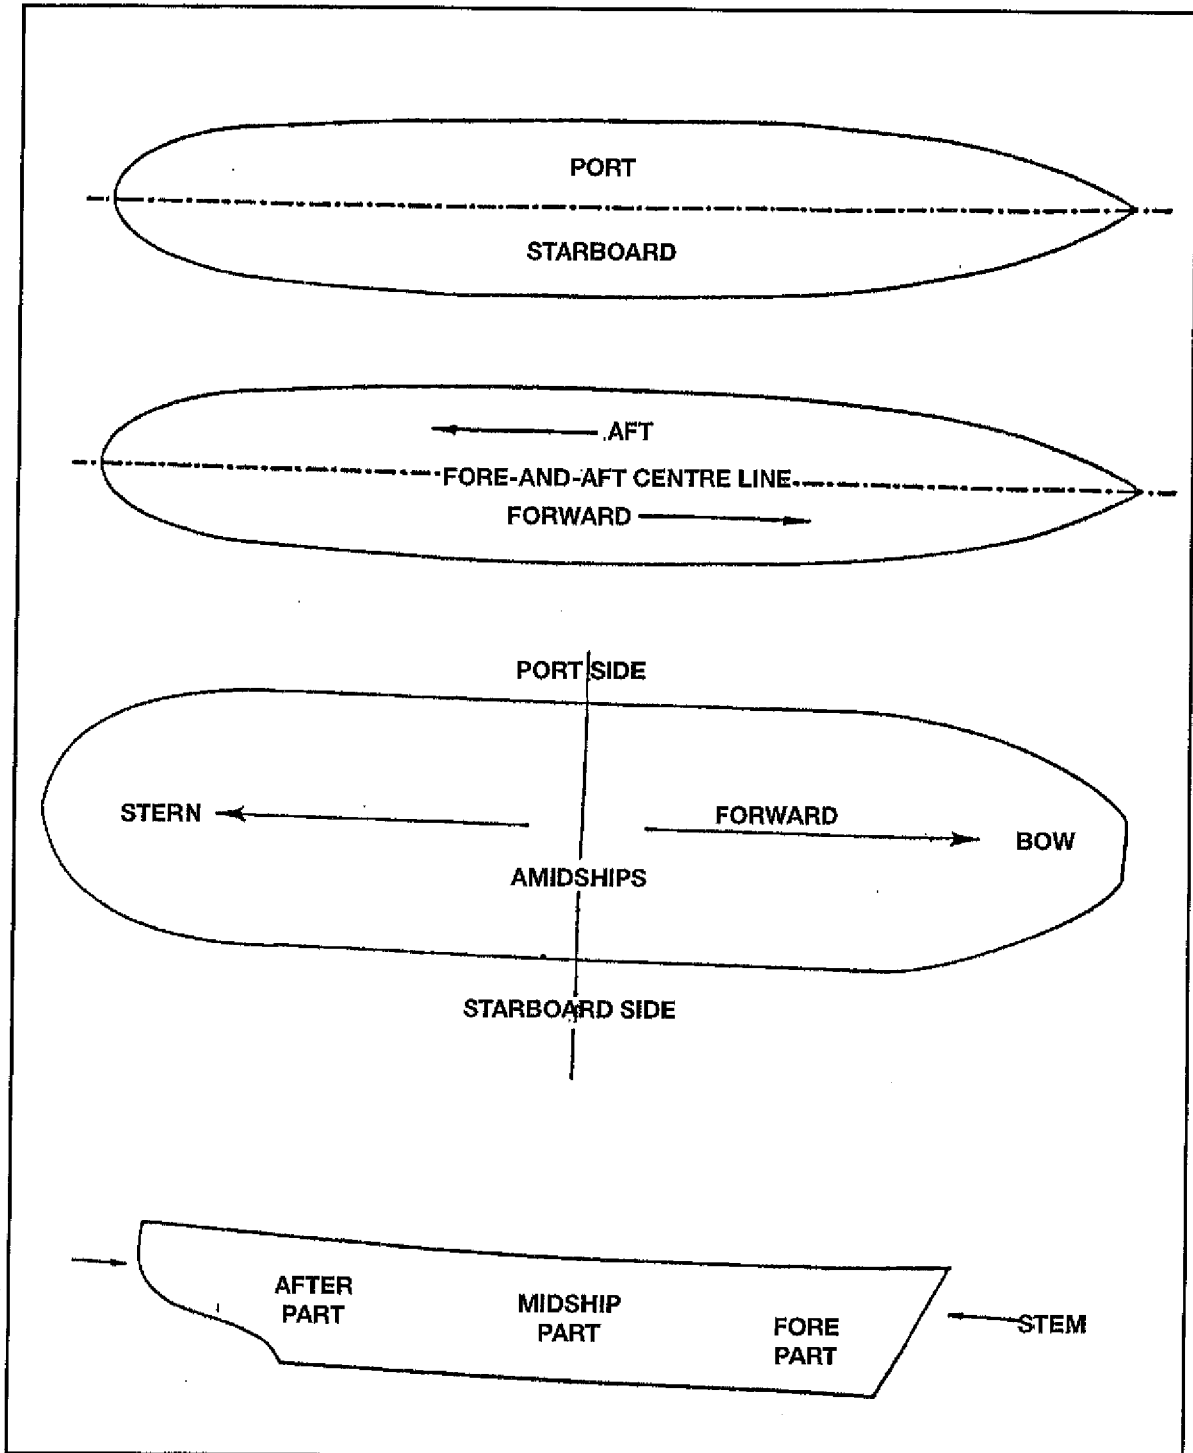 PORT
STARBOARD
AFT
FORE-AND-AFT CENTRE LINE
FORWARD
PORT SIDE
STERN
FORWARD
BOW
AMIDSHIPS
STARBOARD SIDE
AFTER
PART
MIDSHIP
PART
FORE
PART
STEM